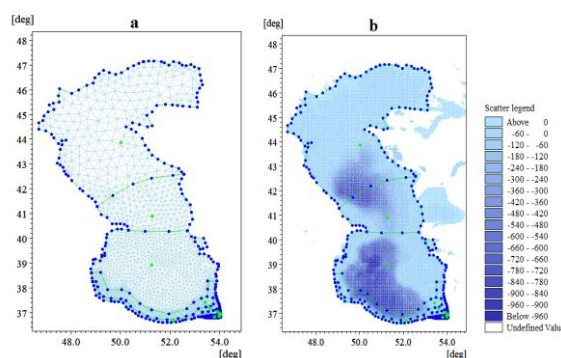 a
b
[deg]
[deg]
48
47
46
45
44
43
42
41
40
39
38
37
48.0
50.0
52.0
54.0
[deg]
48
47
46
45
44
43
42
41
40
39
38
37
48.0
50.0
52.0
54.0
[deg]
Scatter legend
Above 0
-60 - 0
-120 - -60
-180 - -120
-240 - -180
-300 - -240
-360 - -300
-420 - -360
-480 - -420
-540 - -480
-600 - -540
-660 - -600
-720 - -660
-780 - -720
-840 - -780
-900 - -840
-960 - -900
Below -960
Undefined Value